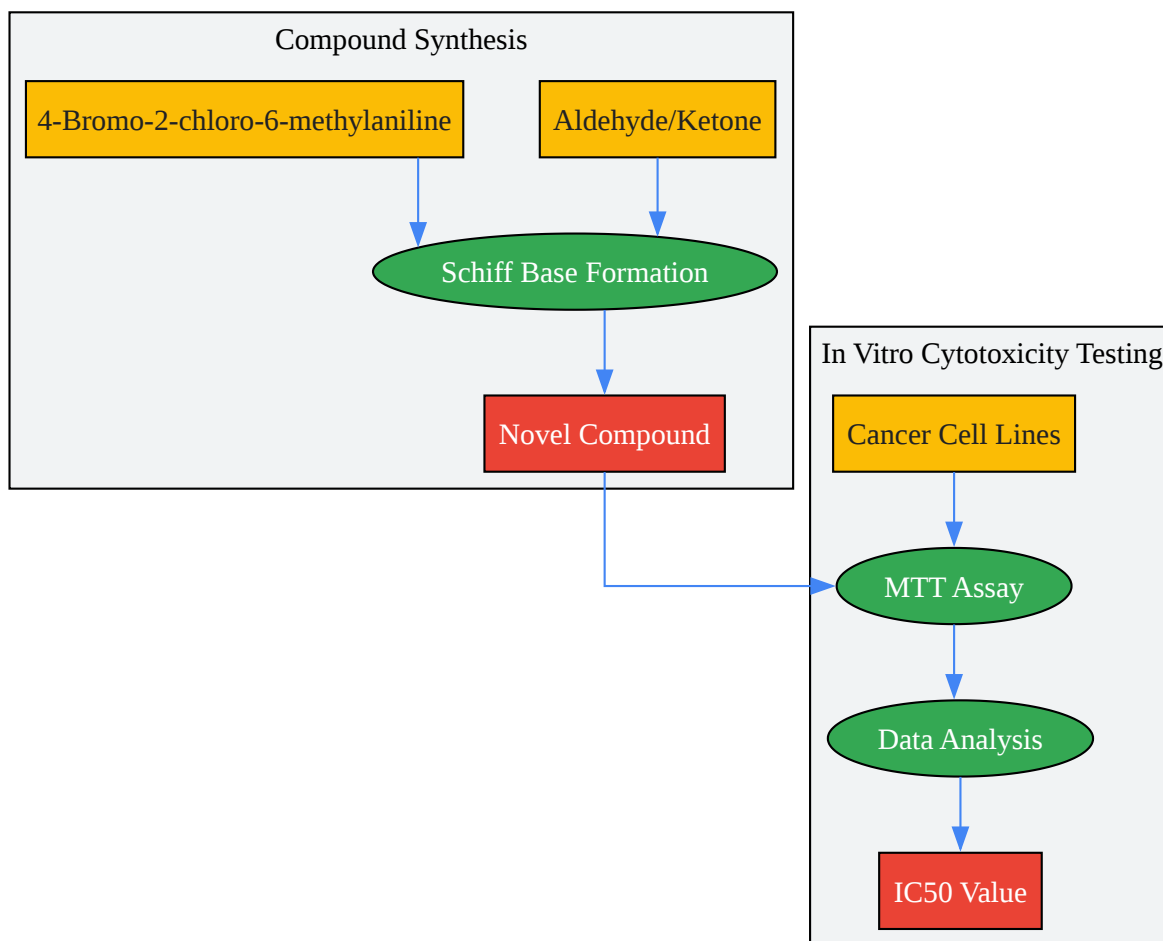 Compound Synthesis
4-Bromo-2-chloro-6-methylaniline
Aldehyde/Ketone
Schiff Base Formation
Novel Compound
In Vitro Cytotoxicity Testing
Cancer Cell Lines
MTT Assay
Data Analysis
IC50 Value